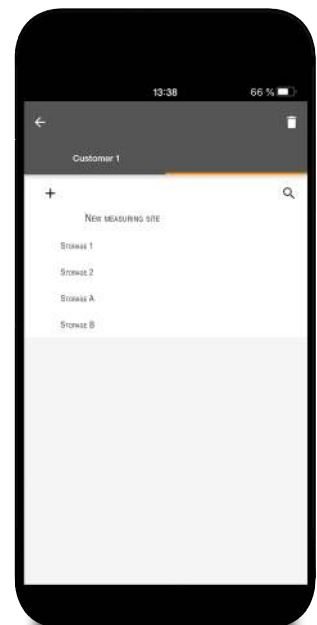 13:38 66 %
Customer 1
New measuring site
Storage 1
Storage 2
Storage A
Storage B